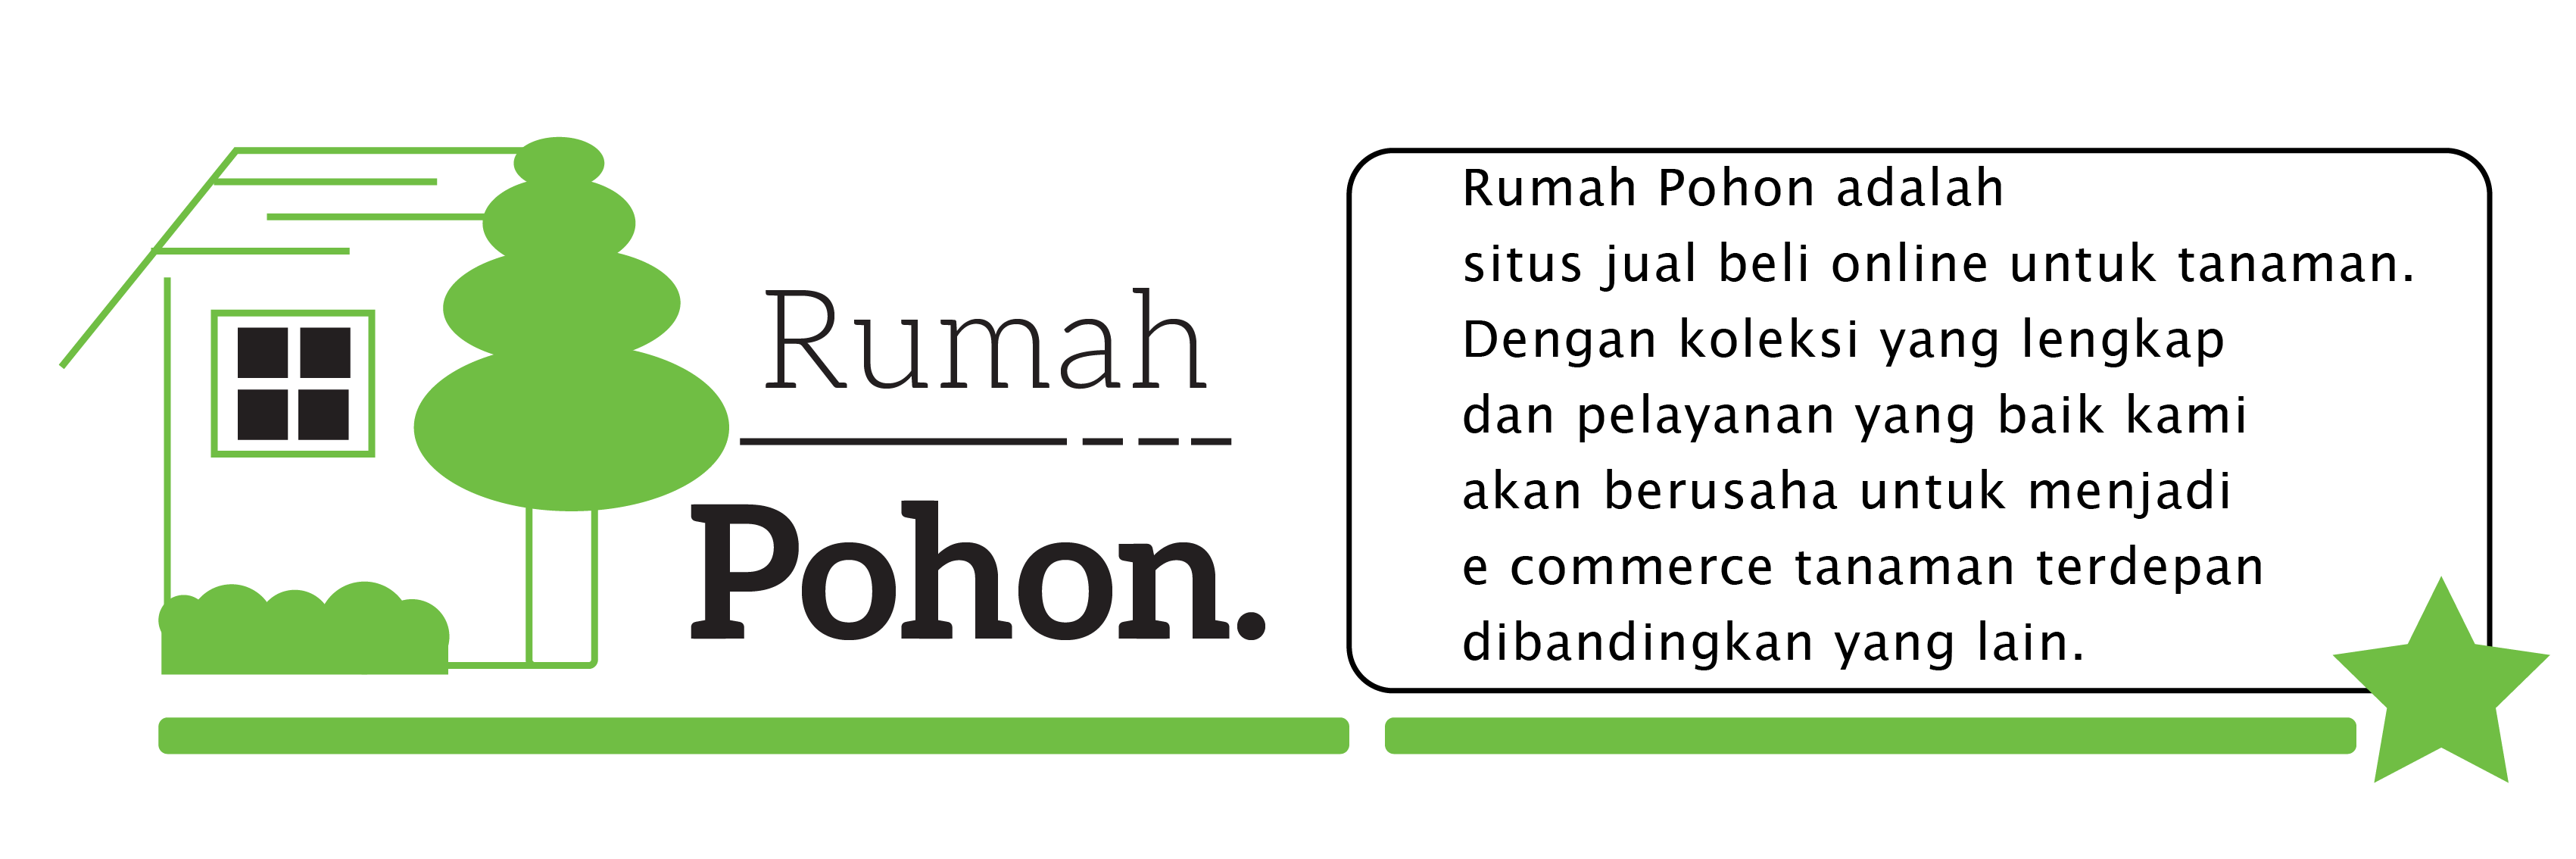 Rumah
Pohon.
Rumah Pohon adalah
situs jual beli online untuk tanaman.
Dengan koleksi yang lengkap
dan pelayanan yang baik kami
akan berusaha untuk menjadi
e commerce tanaman terdepan
dibandingkan yang lain.